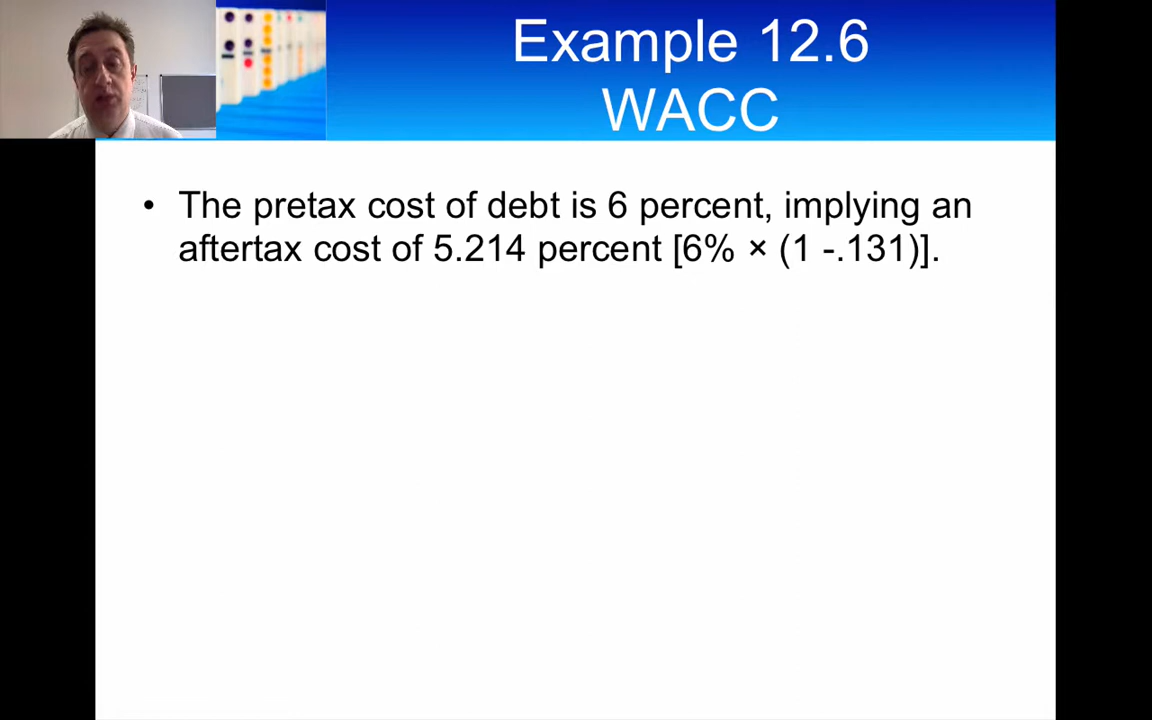 Example 12.6
WACC
• The pretax cost of debt is 6 percent, implying an
aftertax cost of 5.214 percent [6% × (1 -.131)].